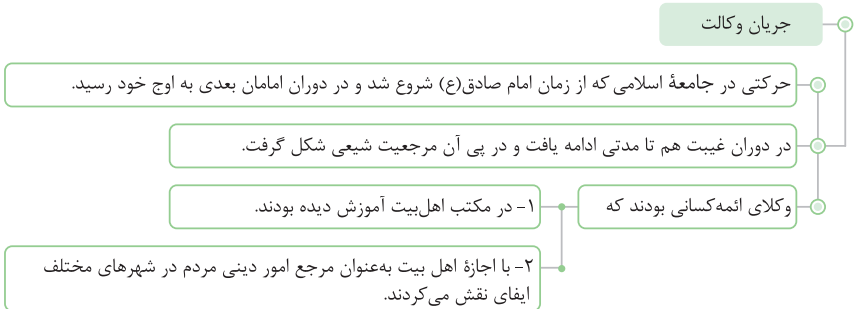 جریان وکالت
حرکتی در جامعهٔ اسلامی که از زمان امام صادق(ع) شروع شد و در دوران امامان بعدی به اوج خود رسید.
در دوران غیبت هم تا مدتی ادامه یافت و در پی آن مرجعیت شیعی شکل گرفت.
وکلای ائمه کسانی بودند که
۱- در مکتب اهل‌بیت آموزش دیده بودند.
۲- با اجازهٔ اهل بیت به‌عنوان مرجع امور دینی مردم در شهرهای مختلف
ایفای نقش می‌کردند.